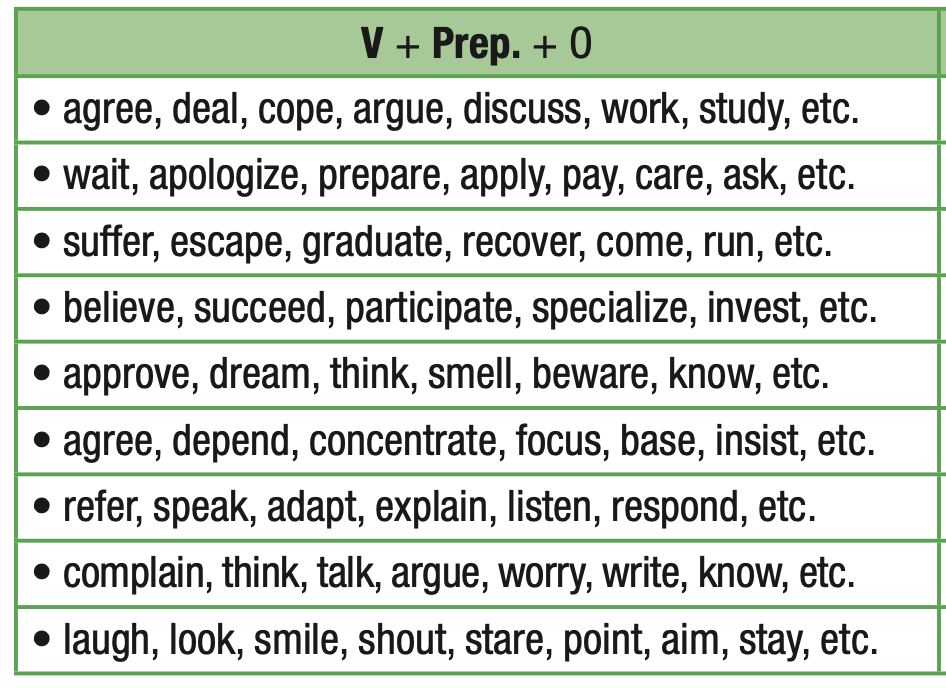 V + Prep. + O
• agree, deal, cope, argue, discuss, work, study, etc.
• wait, apologize, prepare, apply, pay, care, ask, etc.
• suffer, escape, graduate, recover, come, run, etc.
• believe, succeed, participate, specialize, invest, etc.
• approve, dream, think, smell, beware, know, etc.
• agree, depend, concentrate, focus, base, insist, etc.
• refer, speak, adapt, explain, listen, respond, etc.
• complain, think, talk, argue, worry, write, know, etc.
• laugh, look, smile, shout, stare, point, aim, stay, etc.